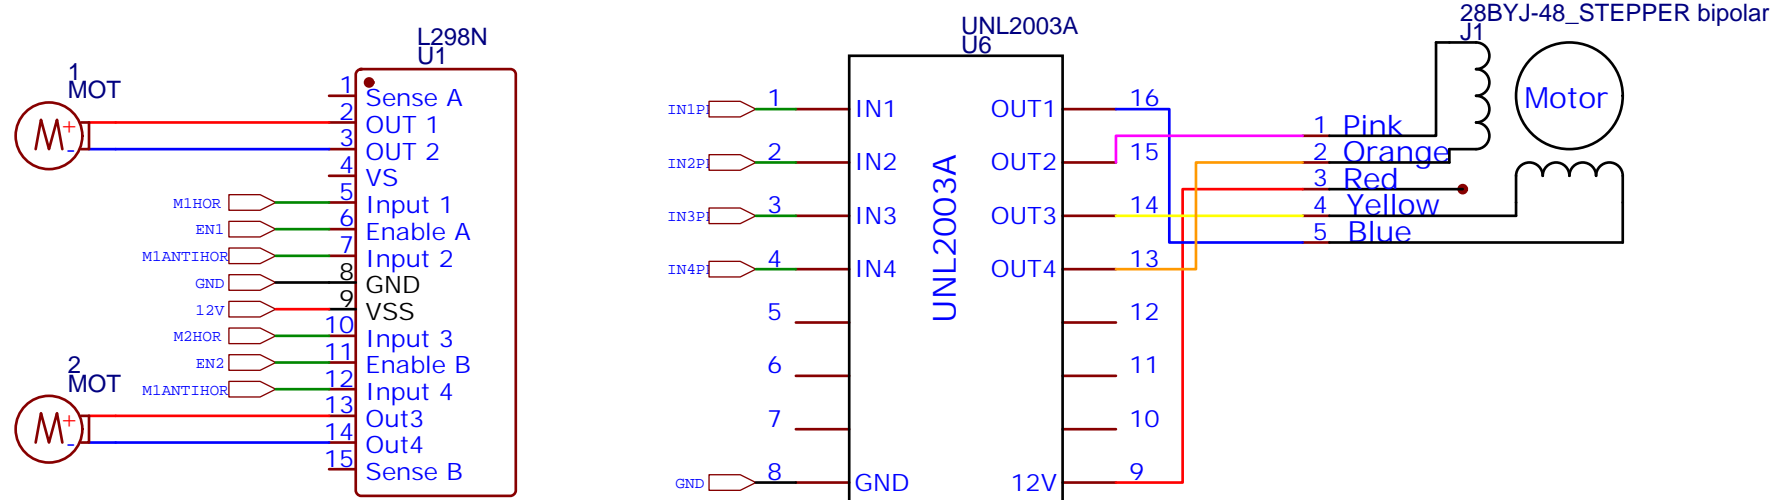 L298N
U1
1
MOT
+
-
M
1
Sense A
2
OUT 1
3
OUT 2
4
VS
M1HOR
5
Input 1
EN1
6
Enable A
M1ANTIHOR
7
Input 2
GND
8
GND
12V
9
VSS
M2HOR
10
Input 3
EN2
11
Enable B
M1ANTIHOR
12
Input 4
2
MOT
+
-
M
13
Out3
14
Out4
15
Sense B
UNL2003A
U6
UNL2003A
IN1P
1
IN1
OUT1
16
IN2P
2
IN2
OUT2
15
IN3P
3
IN3
OUT3
14
IN4P
4
IN4
OUT4
13
5
12
6
11
7
10
GND
8
GND
12V
9
28BYJ-48_STEPPER bipolar
J1
Motor
1 Pink
2 Orange
3 Red
4 Yellow
5 Blue